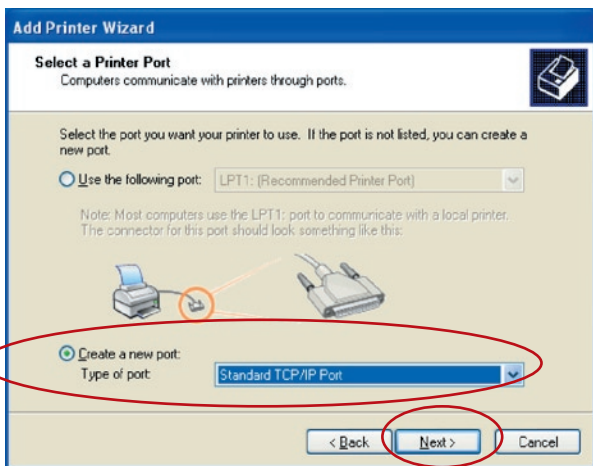 Add Printer Wizard
Select a Printer Port
Computers communicate with printers through ports.
Select the port you want your printer to use. If the port is not listed, you can create a
new port.
Use the following port: LPT1: (Recommended Printer Port)
Note: Most computers use the LPT1: port to communicate with a local printer.
The connector for this port should look something like this:
Create a new port:
Type of port: Standard TCP/IP Port
< Back Next > Cancel